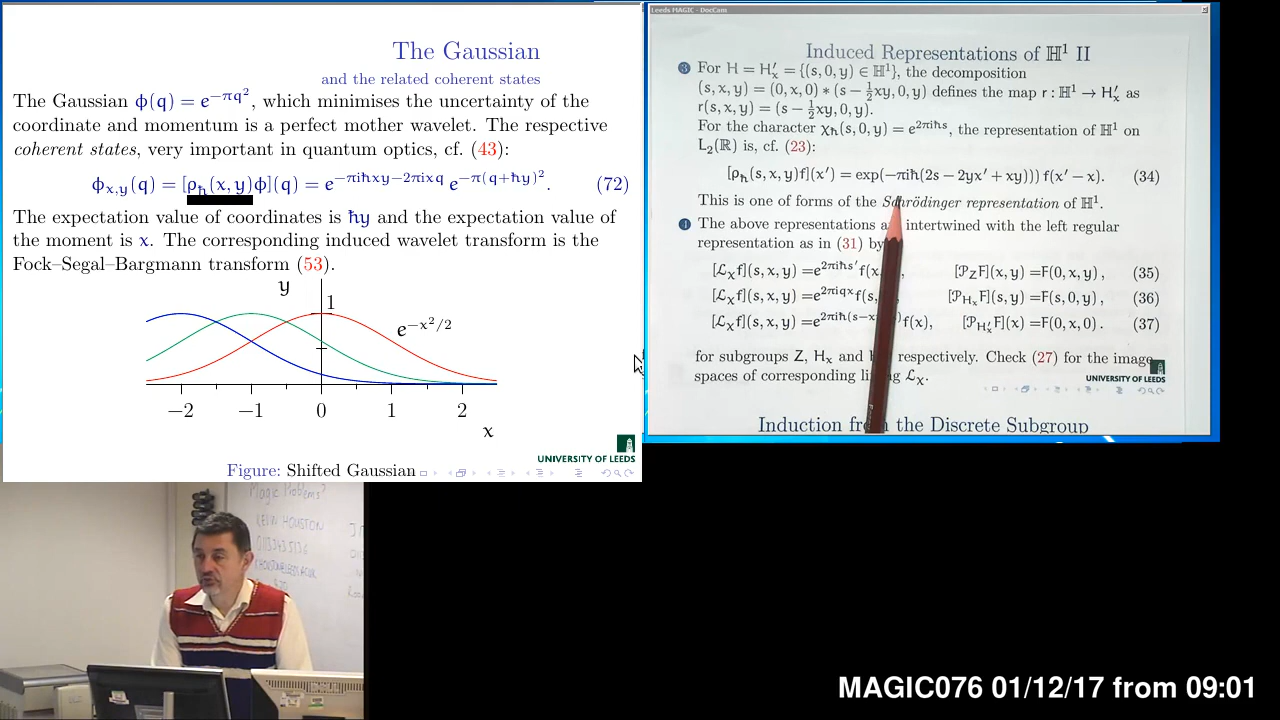 The Gaussian
and the related coherent states
The Gaussian ϕ(q) = e^{−πq²}, which minimises the uncertainty of the
coordinate and momentum is a perfect mother wavelet. The respective
coherent states, very important in quantum optics, cf. (43):
ϕ_{x,y}(q) = [ρ_ħ(x, y)ϕ](q) = e^{−πiħxy−2πixq} e^{−π(q+ħy)²}. (72)
The expectation value of coordinates is ħy and the expectation value of
the moment is x. The corresponding induced wavelet transform is the
Fock–Segal–Bargmann transform (53).
y
1
e^{−x²/2}
−2 −1 0 1 2
x
UNIVERSITY OF LEEDS
Figure: Shifted Gaussian
Leeds MAGIC - DocCam
Induced Representations of ℍ¹ II
3 For H = H′ₓ = {(s, 0, y) ∈ ℍ¹}, the decomposition
(s, x, y) = (0, x, 0) ∗ (s − ½xy, 0, y) defines the map r : ℍ¹ → H′ₓ as
r(s, x, y) = (s − ½xy, 0, y).
For the character χ_ħ(s, 0, y) = e^{2πiħs}, the representation of ℍ¹ on
L₂(ℝ) is, cf. (23):
[ρ_ħ(s, x, y)f](x′) = exp(−πiħ(2s − 2yx′ + xy))) f(x′ − x). (34)
This is one of forms of the Schrödinger representation of ℍ¹.
4 The above representations intertwined with the left regular
representation as in (31) by
[𝓛_χf](s, x, y) =e^{2πiħs′} f(x [𝒫_Z F](x, y) =F(0, x, y) , (35)
[𝓛_χf](s, x, y) =e^{2πiqx} f(s, [𝒫_{Hₓ}F](s, y) =F(s, 0, y) , (36)
[𝓛_χf](s, x, y) =e^{2πiħ(s−x} f(x), [𝒫_{H′ₓ}F](x) =F(0, x, 0) . (37)
for subgroups Z, Hₓ and respectively. Check (27) for the image
spaces of corresponding 𝓛_χ.
UNIVERSITY OF LEEDS
Induction the Discrete Subgroup
Magic Problems?
HOUSTON
MAGIC076 01/12/17 from 09:01